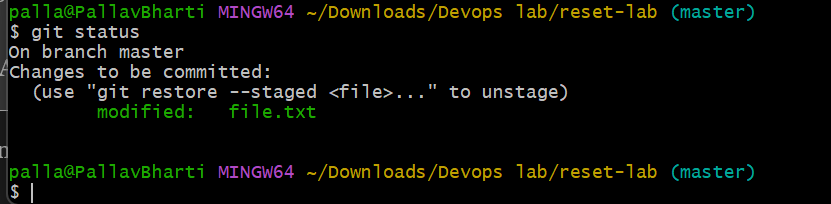 palla@PallavBharti MINGW64 ~/Downloads/Devops lab/reset-lab (master)
$ git status
On branch master
Changes to be committed:
  (use "git restore --staged <file>..." to unstage)
        modified:   file.txt

palla@PallavBharti MINGW64 ~/Downloads/Devops lab/reset-lab (master)
$